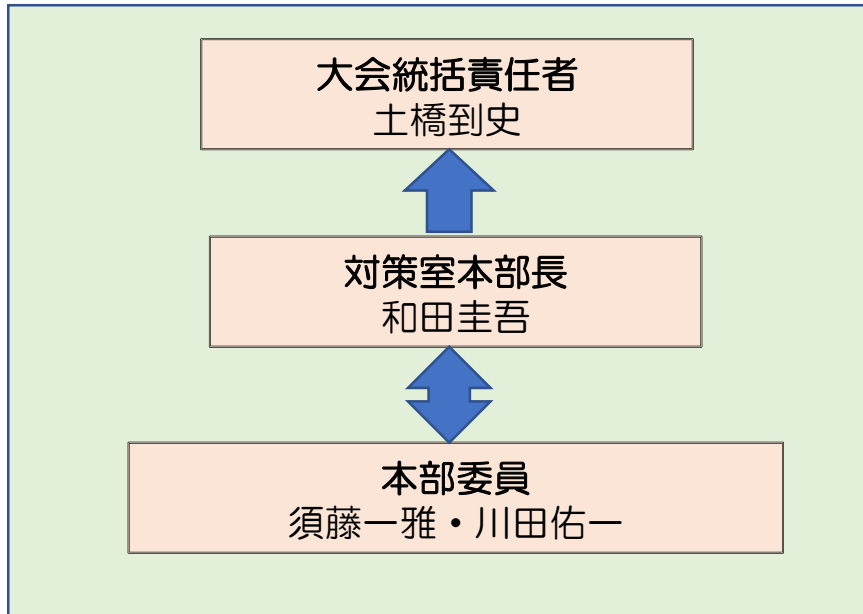 大会統括責任者
土橋到史
対策室本部長
和田圭吾
本部委員
須藤一雅・川田佑一